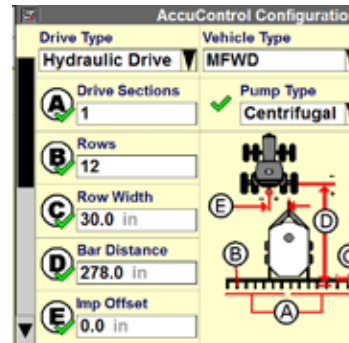 AccuControl Configuratio
Drive Type
Vehicle Type
Hydraulic Drive
MFWD
A
Drive Sections
1
Pump Type
Centrifugal
B
Rows
12
C
Row Width
30.0 in
D
Bar Distance
278.0 in
E
Imp Offset
0.0 in
E
D
B
C
A